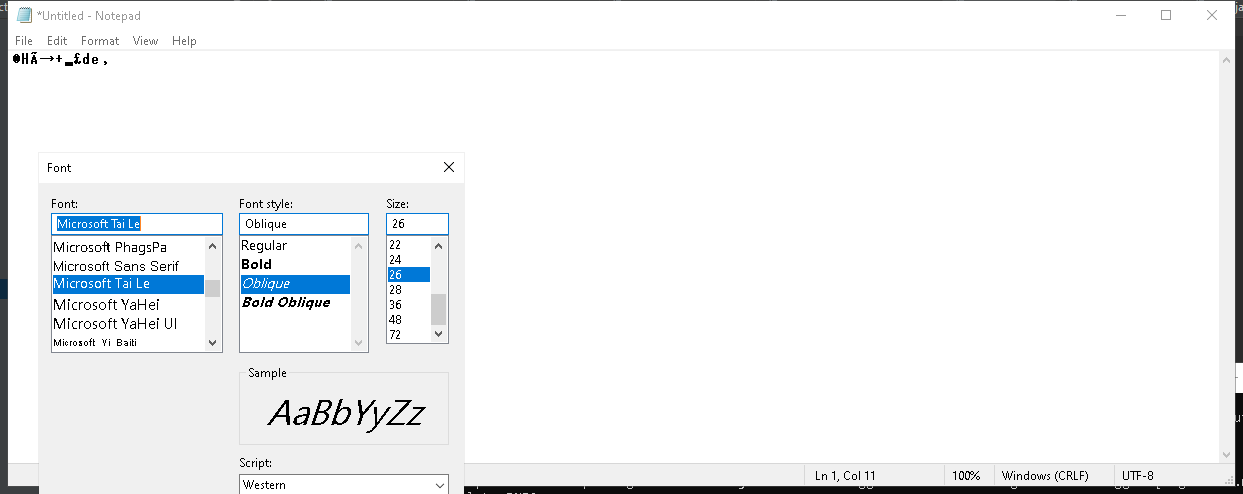 *Untitled - Notepad
File Edit Format View Help
Font
Font: Font style: Size:
Microsoft Tai Le Oblique 26
Microsoft PhagsPa Regular 22
Microsoft Sans Serif Bold 24
Microsoft Tai Le Oblique 26
Microsoft YaHei Bold Oblique 28
Microsoft YaHei UI 36
Microsoft Yi Baiti 48
72
Sample
AaBbYyZz
Script:
Western
Ln 1, Col 11 100% Windows (CRLF) UTF-8